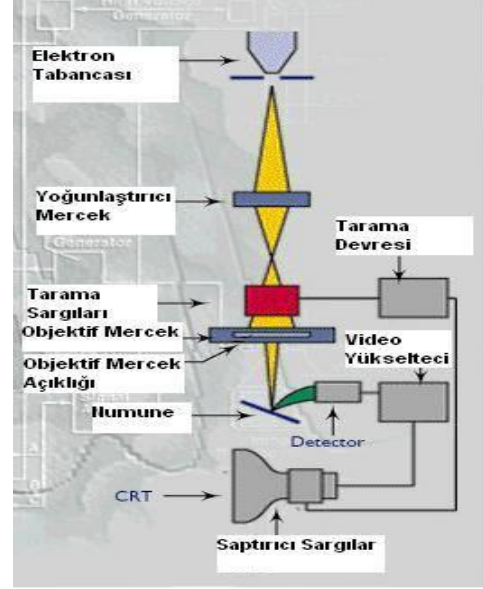 Elektron
Tabancası
Yoğunlaştırıcı
Mercek
Tarama
Devresi
Tarama
Sargıları
Objektif Mercek
Video
Yükselteci
Objektif Mercek
Açıklığı
Numune
Detector
CRT
Saptırıcı Sargılar
Generator